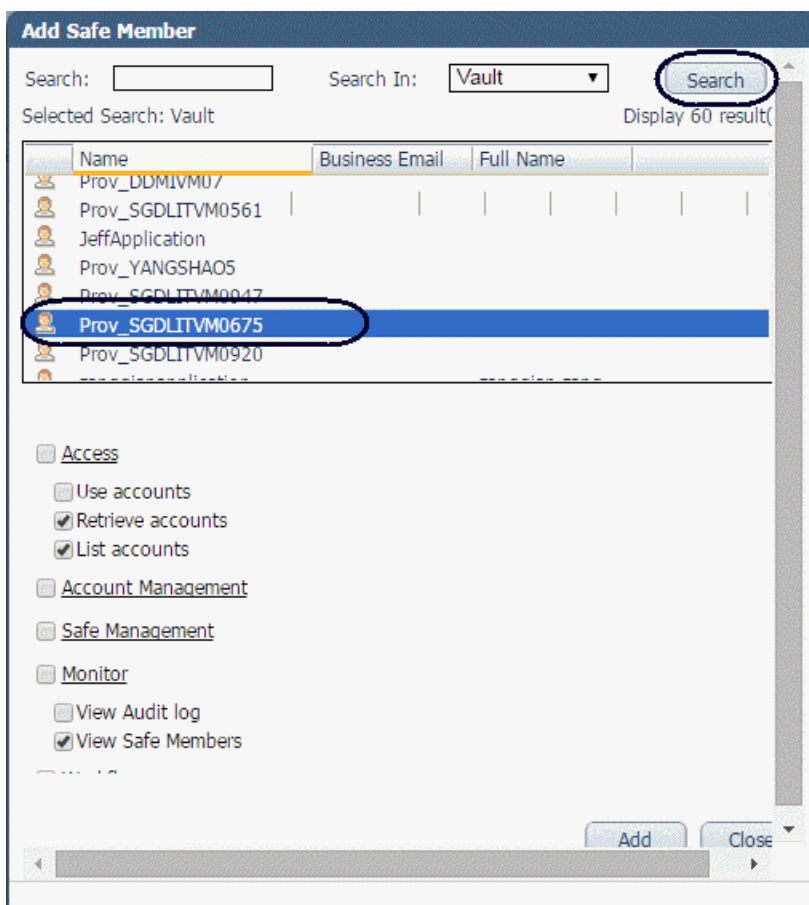 Add Safe Member
Search: Search In: Vault Search
Selected Search: Vault Display 60 result(
Name Business Email Full Name
Prov_DDMIVM07
Prov_SGDLITVM0561
JeffApplication
Prov_YANGSHAO5
Prov_SGDLITVM0947
Prov_SGDLITVM0675
Prov_SGDLITVM0920
Access
Use accounts
Retrieve accounts
List accounts
Account Management
Safe Management
Monitor
View Audit log
View Safe Members
Add Close